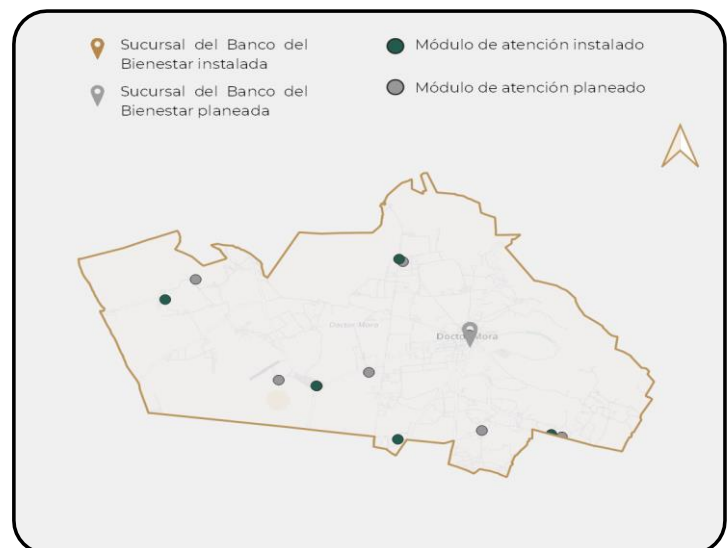 Sucursal del Banco del
Bienestar instalada
Sucursal del Banco del
Bienestar planeada
Módulo de atención instalado
Módulo de atención planeado
Doctor Mora
Doctor Mora